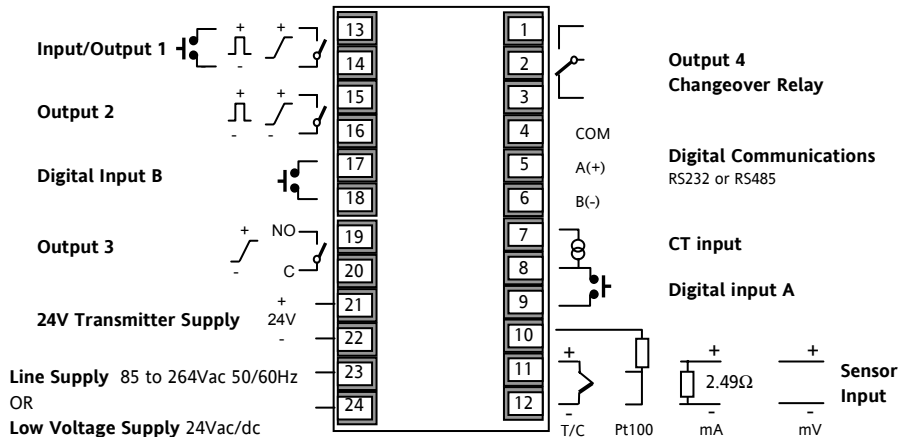 Input/Output 1 + + 13 1
- - 14 2 Output 4
Changeover Relay
Output 2 + + 15 3
- - 16 4 COM
Digital Input B 17 5 A(+) Digital Communications
RS232 or RS485
18 6 B(-)
Output 3 + NO 19 7 CT input
- C 20 8
24V Transmitter Supply + 24V - 21 9 Digital input A
22 10
Line Supply 85 to 264Vac 50/60Hz 23 11 + + + Sensor
OR 2.49Ω Input
24 12 - - -
Low Voltage Supply 24Vac/dc T/C Pt100 mA mV